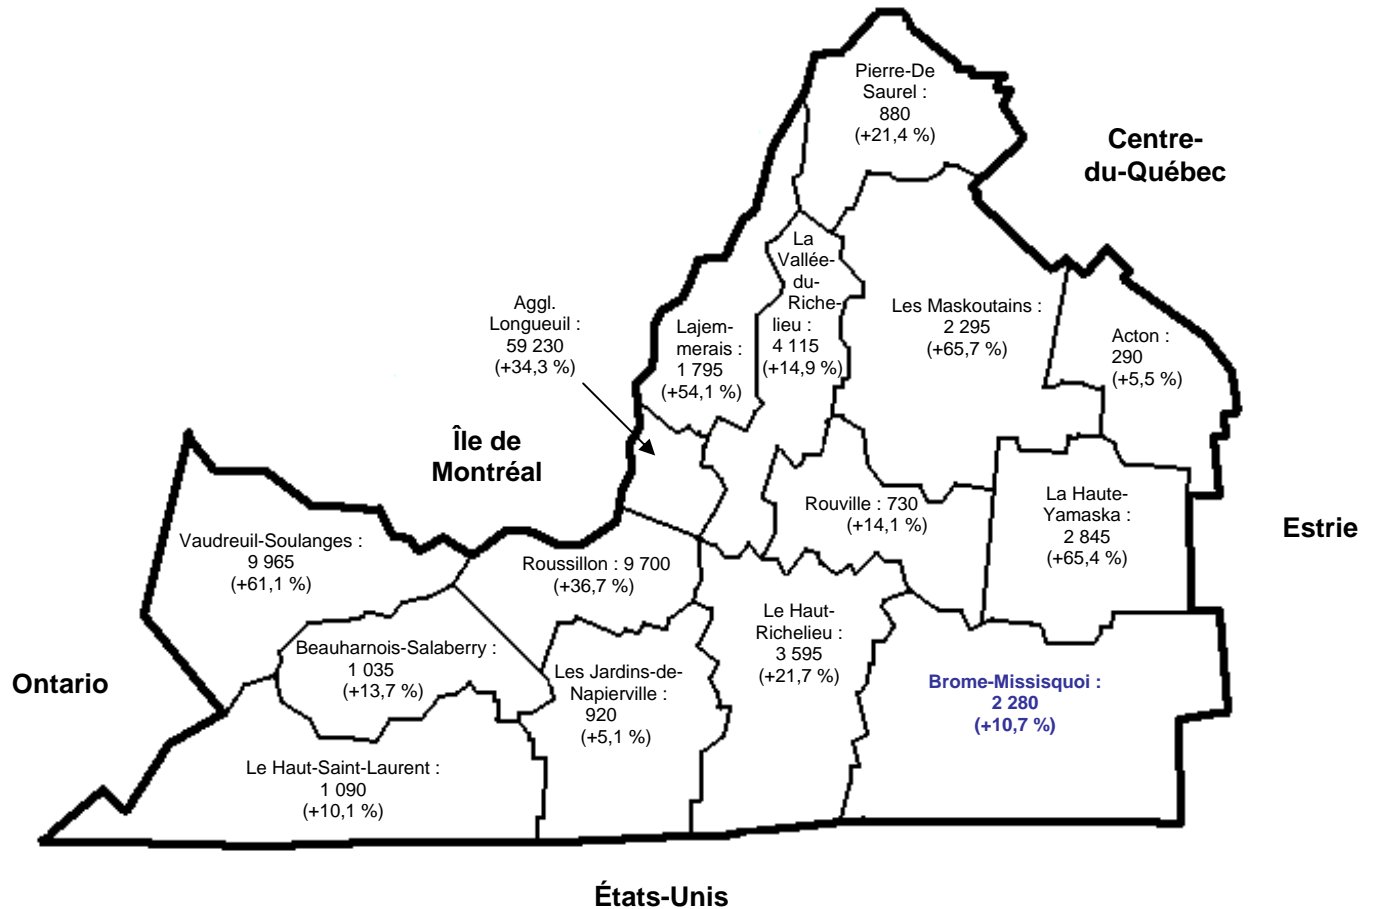 Pierre-De
Saurel :
880
(+21,4 %)
Centre-
du-Québec
La
Vallée-
du-
Riche-
lieu :
4 115
(+14,9 %)
Les Maskoutains :
2 295
(+65,7 %)
Acton :
290
(+5,5 %)
Aggl.
Longueuil :
59 230
(+34,3 %)
Lajem-
merais :
1 795
(+54,1 %)
Île de
Montréal
Rouville : 730
(+14,1 %)
La Haute-
Yamaska :
2 845
(+65,4 %)
Estrie
Vaudreuil-Soulanges :
9 965
(+61,1 %)
Roussillon : 9 700
(+36,7 %)
Le Haut-
Richelieu :
3 595
(+21,7 %)
Beauharnois-Salaberry :
1 035
(+13,7 %)
Les Jardins-de-
Napierville :
920
(+5,1 %)
Ontario
Brome-Missisquoi :
2 280
(+10,7 %)
Le Haut-Saint-Laurent :
1 090
(+10,1 %)
États-Unis